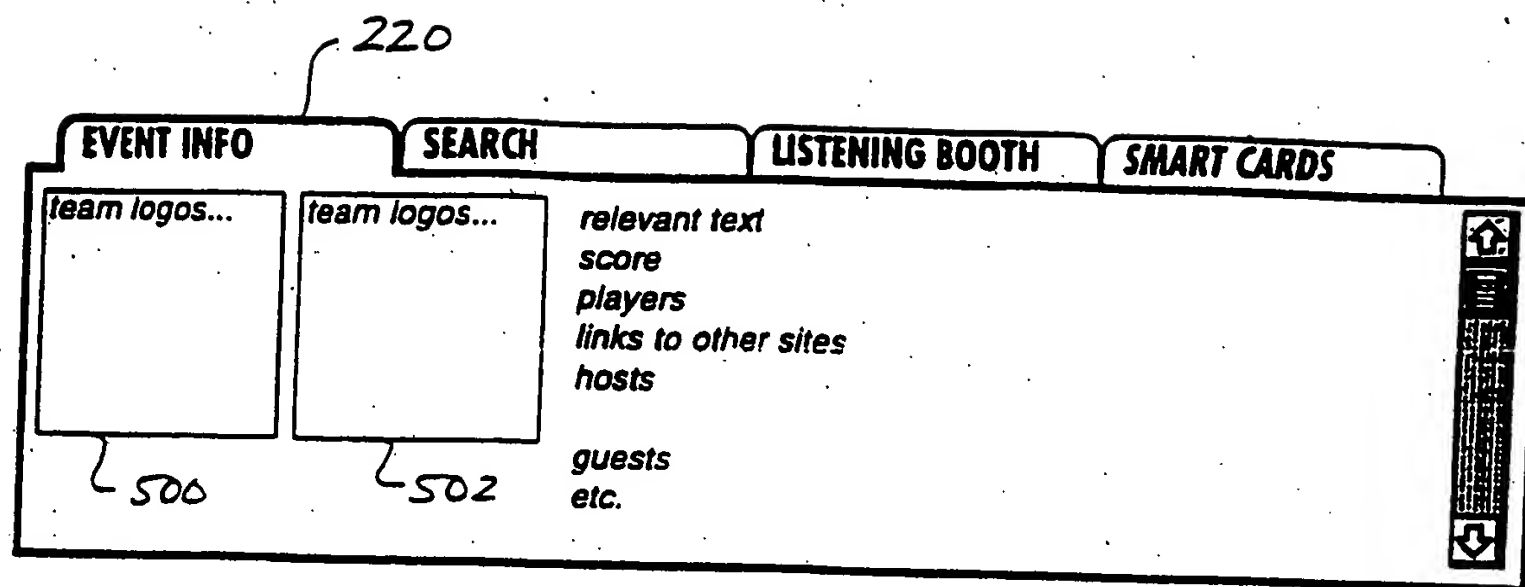 220
EVENT INFO SEARCH LISTENING BOOTH SMART CARDS
team logos... team logos... relevant text
score
players
links to other sites
hosts
guests
etc.
500 502